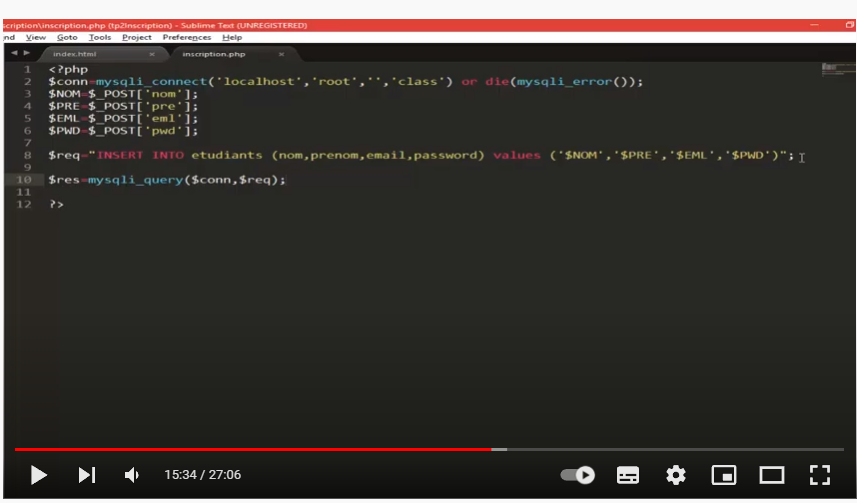 scription\inscription.php (tp2Inscription) - Sublime Text (UNREGISTERED)
nd View Goto Tools Project Preferences Help
index.html × inscription.php ×
1 <?php
2 $conn=mysqli_connect('localhost','root','','class') or die(mysqli_error());
3 $NOM=$_POST['nom'];
4 $PRE=$_POST['pre'];
5 $EML=$_POST['eml'];
6 $PWD=$_POST['pwd'];
7
8 $req="INSERT INTO etudiants (nom,prenom,email,password) values ('$NOM','$PRE','$EML','$PWD')";
9
10 $res=mysqli_query($conn,$req);
11
12 ?>
15:34 / 27:06